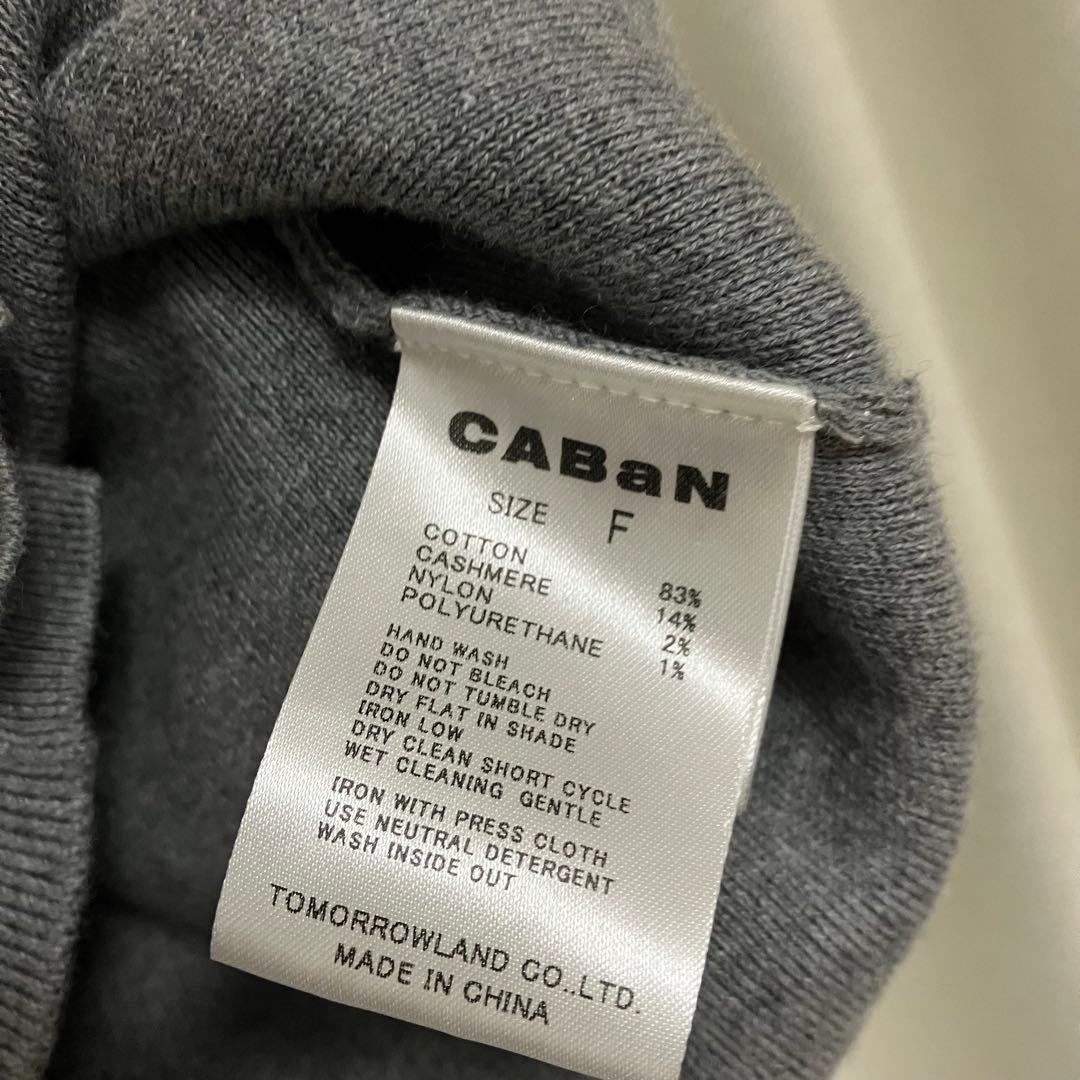 CABaN
SIZE F
COTTON 83%
CASHMERE 14%
NYLON 2%
POLYURETHANE 1%
HAND WASH
DO NOT BLEACH
DO NOT TUMBLE DRY
DRY FLAT IN SHADE
IRON LOW
DRY CLEAN SHORT CYCLE
WET CLEANING GENTLE
IRON WITH PRESS CLOTH
USE NEUTRAL DETERGENT
WASH INSIDE OUT
TOMORROWLAND CO.,LTD.
MADE IN CHINA